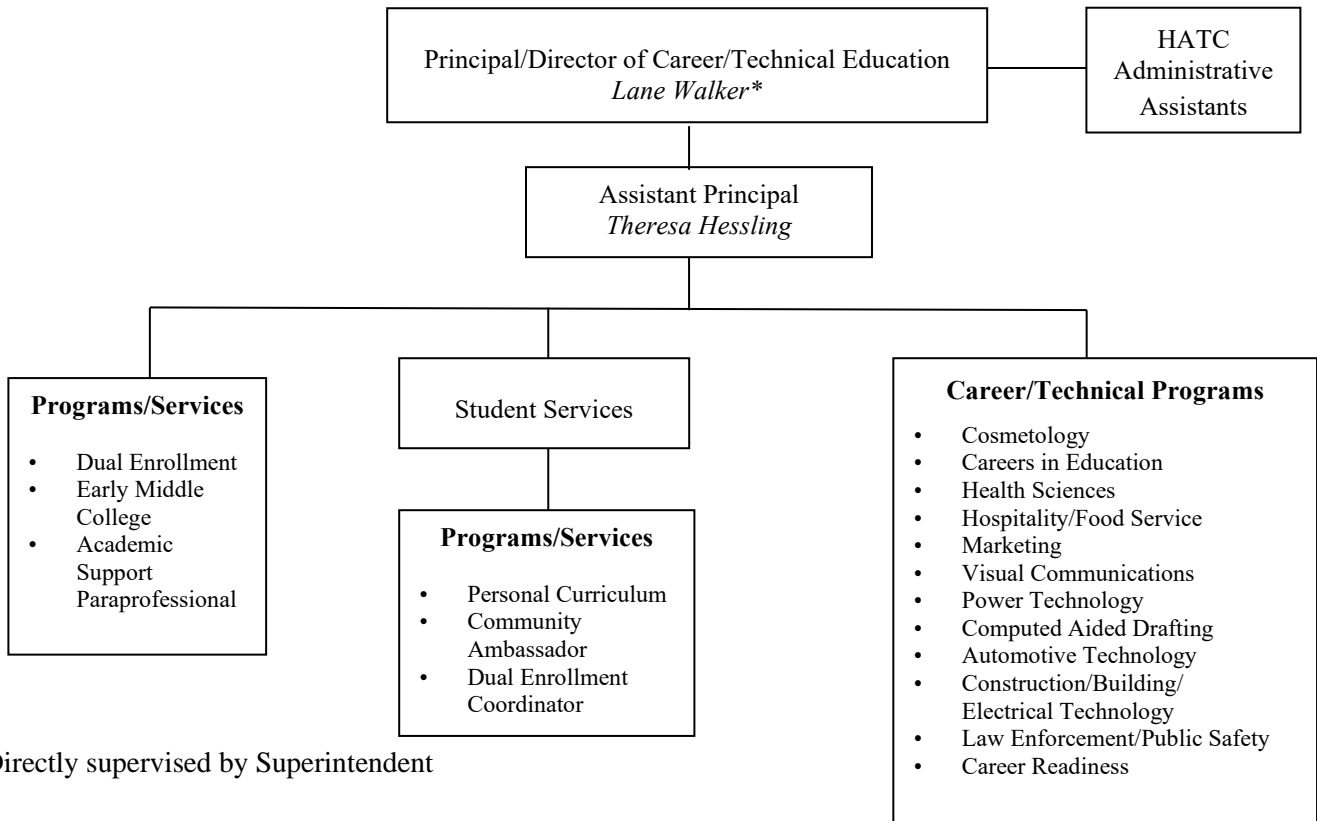 Principal/Director of Career/Technical Education
Lane Walker*
HATC
Administrative
Assistants
Assistant Principal
Theresa Hessling
Programs/Services
• Dual Enrollment
• Early Middle
College
• Academic
Support
Paraprofessional
Student Services
Programs/Services
• Personal Curriculum
• Community
Ambassador
• Dual Enrollment
Coordinator
Career/Technical Programs
• Cosmetology
• Careers in Education
• Health Sciences
• Hospitality/Food Service
• Marketing
• Visual Communications
• Power Technology
• Computed Aided Drafting
• Automotive Technology
• Construction/Building/
Electrical Technology
• Law Enforcement/Public Safety
• Career Readiness
Directly supervised by Superintendent